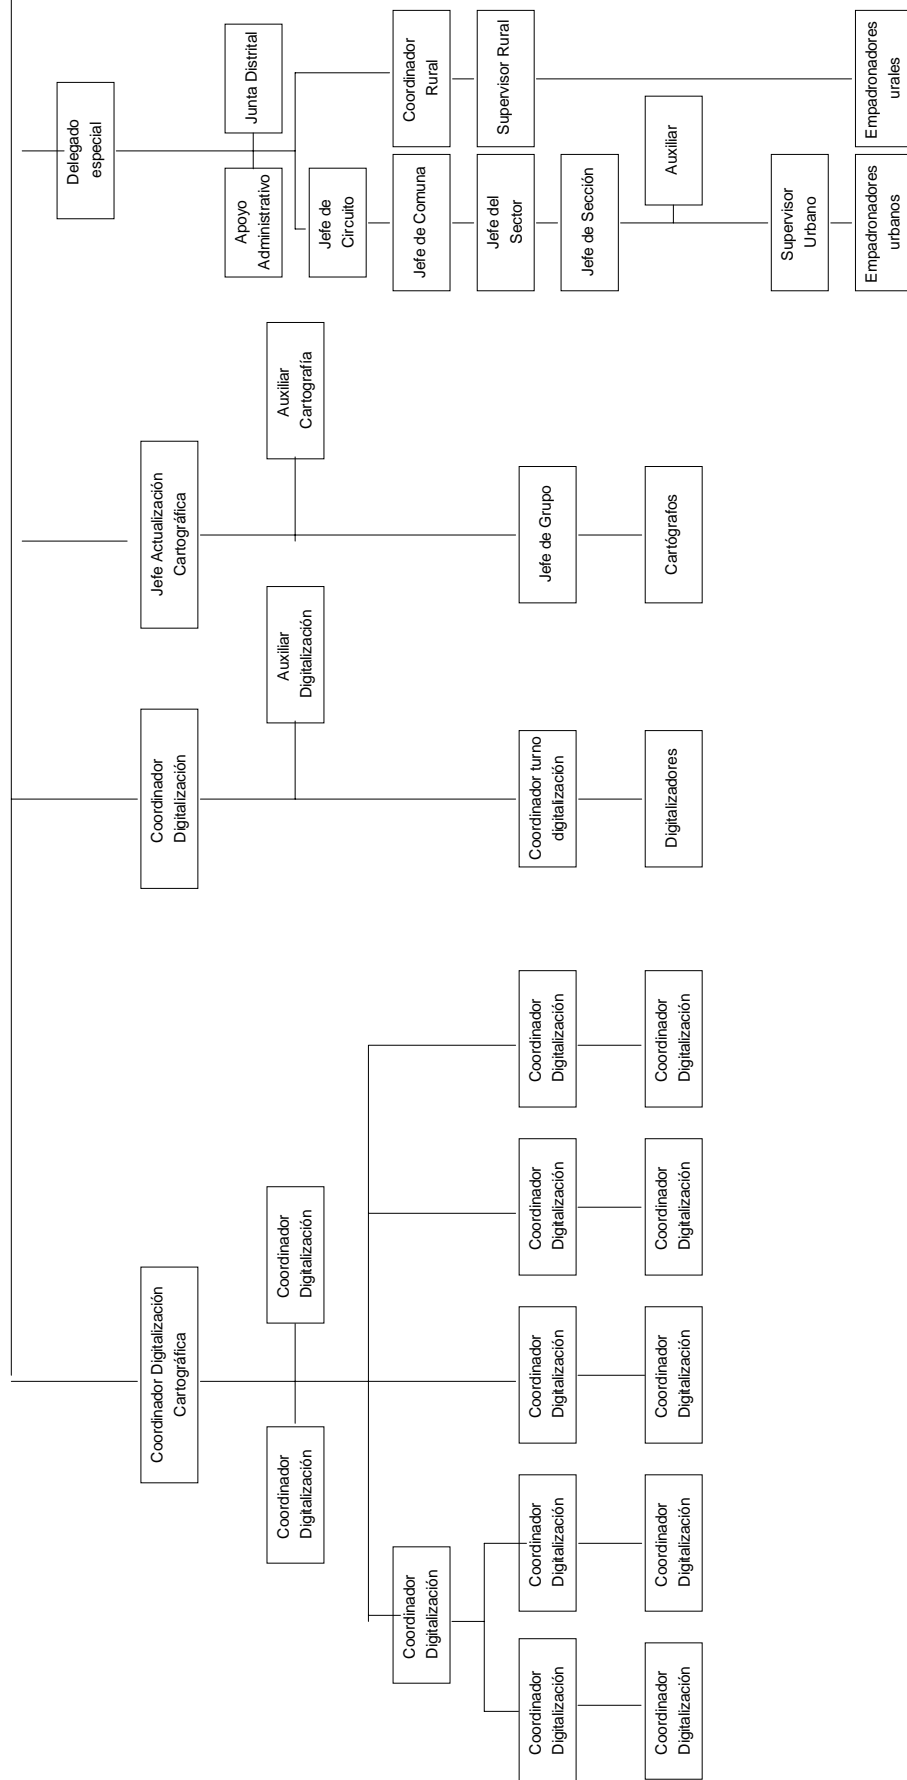 Coordinador Digitalización
Cartográfica
Coordinador
Digitalización
Coordinador
Digitalización
Coordinador
Digitalización
Coordinador
Digitalización
Coordinador
Digitalización
Coordinador
Digitalización
Coordinador
Digitalización
Coordinador
Digitalización
Coordinador
Digitalización
Coordinador
Digitalización
Coordinador
Digitalización
Coordinador
Digitalización
Coordinador
Digitalización
Coordinador
Digitalización
Auxiliar
Digitalización
Coordinador turno
digitalización
Digitalizadores
Jefe Actualización
Cartográfica
Auxiliar
Cartografía
Jefe de Grupo
Cartógrafos
Delegado
especial
Apoyo
Administrativo
Junta Distrital
Jefe de
Circuito
Jefe de Comuna
Coordinador
Rural
Jefe del
Sector
Supervisor Rural
Jefe de Sección
Auxiliar
Supervisor
Urbano
Empadronadores
urbanos
Empadronadores
urales